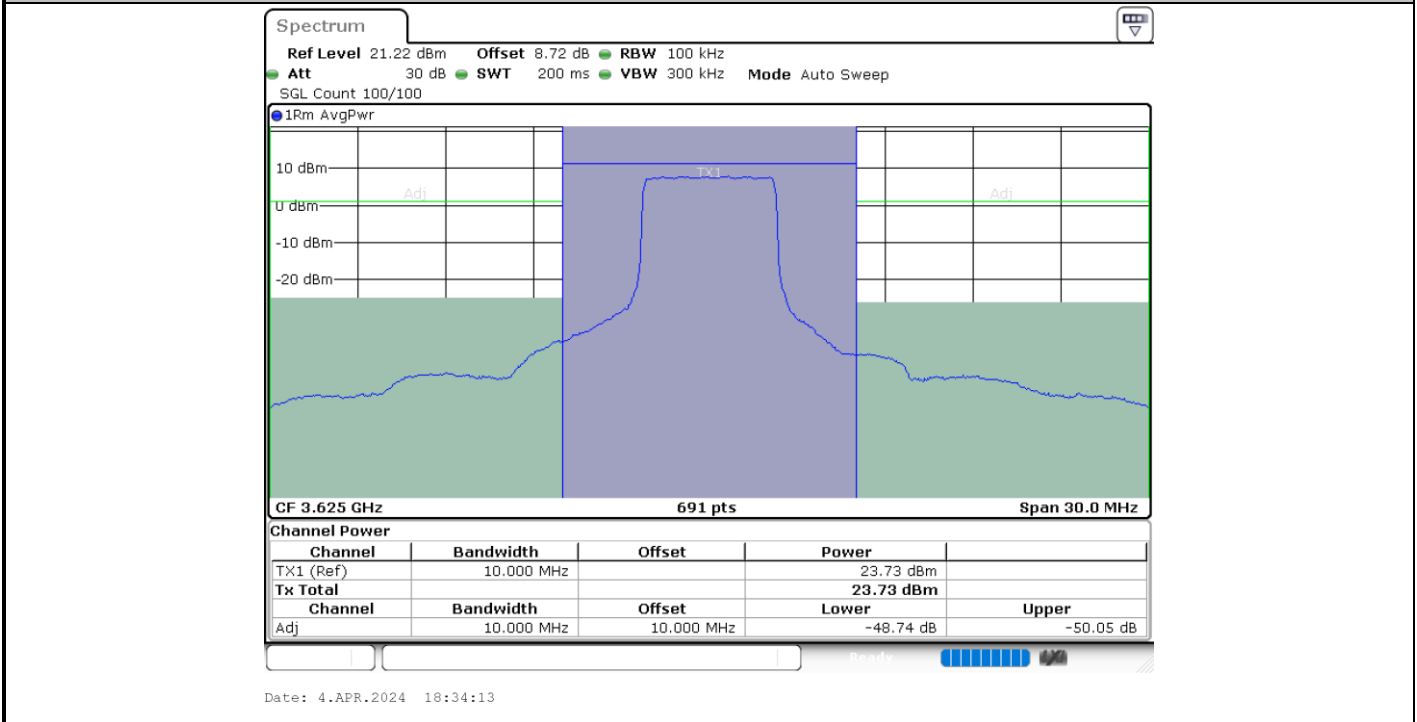 Spectrum
Ref Level 21.22 dBm Offset 8.72 dB RBW 100 kHz
Att 30 dB SWT 200 ms VBW 300 kHz Mode Auto Sweep
SGL Count 100/100
1Rm AvgPwr
10 dBm
TX1
Adj Adj
0 dBm
-10 dBm
-20 dBm
CF 3.625 GHz 691 pts Span 30.0 MHz
Channel Power
Channel Bandwidth Offset Power
TX1 (Ref) 10.000 MHz 23.73 dBm
Tx Total 23.73 dBm
Channel Bandwidth Offset Lower Upper
Adj 10.000 MHz 10.000 MHz -48.74 dB -50.05 dB
Ready
Date: 4.APR.2024 18:34:13